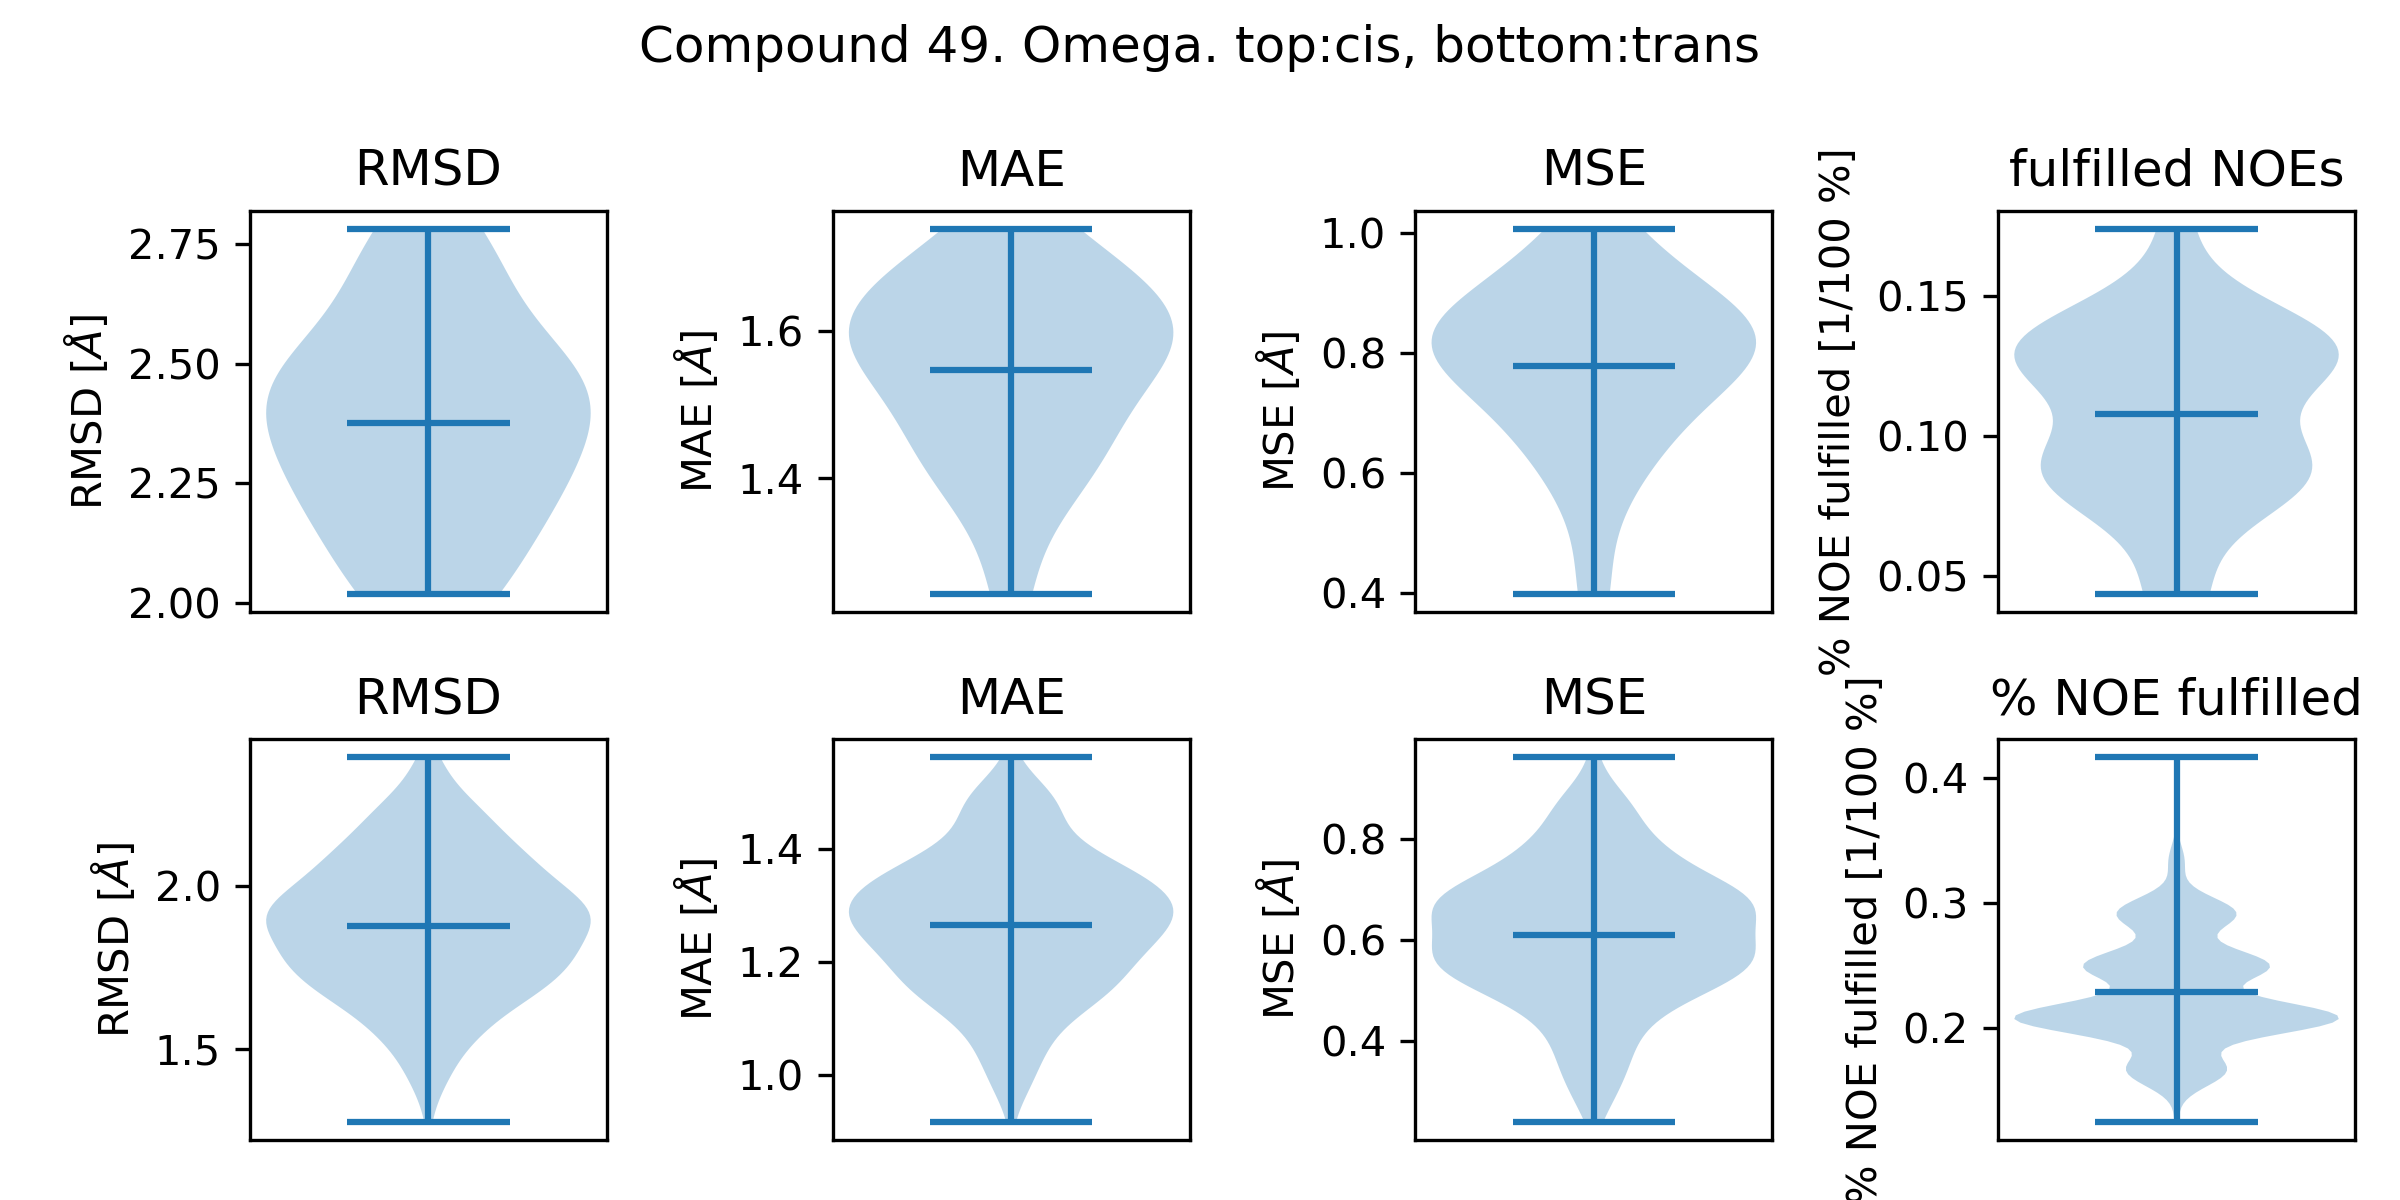 Compound 49. Omega. top:cis, bottom:trans
RMSD
MAE
MSE
fulfilled NOEs
RMSD [Å]
2.75
2.50
2.25
2.00
MAE [Å]
1.6
1.4
MSE [Å]
1.0
0.8
0.6
0.4
% NOE fulfilled [1/100 %]
0.15
0.10
0.05
RMSD
MAE
MSE
% NOE fulfilled
RMSD [Å]
2.0
1.5
MAE [Å]
1.4
1.2
1.0
MSE [Å]
0.8
0.6
0.4
% NOE fulfilled [1/100 %]
0.4
0.3
0.2